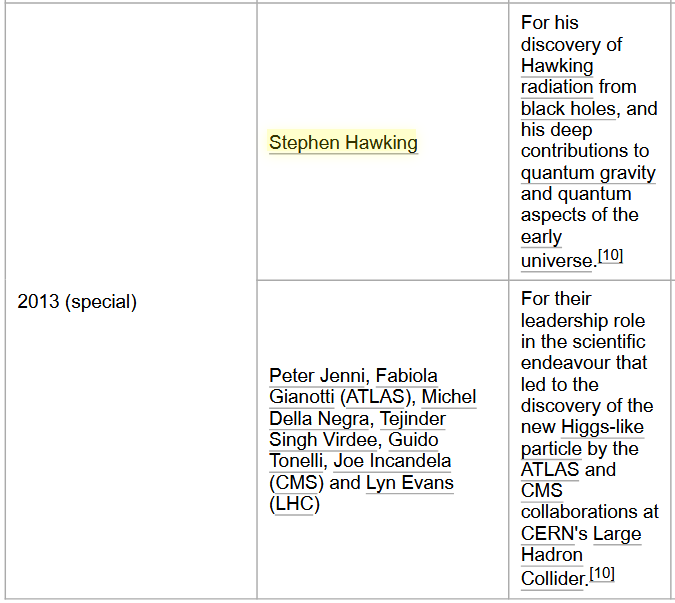 2013 (special)
Stephen Hawking
For his
discovery of
Hawking
radiation from
black holes, and
his deep
contributions to
quantum gravity
and quantum
aspects of the
early
universe.[10]
Peter Jenni, Fabiola
Gianotti (ATLAS), Michel
Della Negra, Tejinder
Singh Virdee, Guido
Tonelli, Joe Incandela
(CMS) and Lyn Evans
(LHC)
For their
leadership role
in the scientific
endeavour that
led to the
discovery of the
new Higgs-like
particle by the
ATLAS and
CMS
collaborations at
CERN's Large
Hadron
Collider.[10]